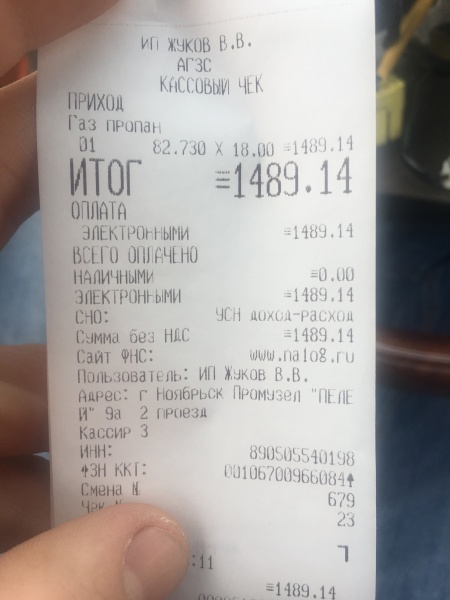 ИП ЖУКОВ В.В.
АГЗС
КАССОВЫЙ ЧЕК
ПРИХОД
Газ пропан
01 82.730 X 18.00 =1489.14
ИТОГ =1489.14
ОПЛАТА
ЭЛЕКТРОННЫМИ =1489.14
ВСЕГО ОПЛАЧЕНО
НАЛИЧНЫМИ =0.00
ЭЛЕКТРОННЫМИ =1489.14
СНО: УСН доход-расход
Сумма без НДС =1489.14
Сайт ФНС: www.nalog.ru
Пользователь: ИП Жуков В.В.
Адрес: г Ноябрьск Промузел "ПЕЛЕ
Й" 9а 2 проезд
Кассир 3
ИНН: 890505540198
ЗН ККТ: 00106700966084
Смена № 679
Чек 23
:11
=1489.14